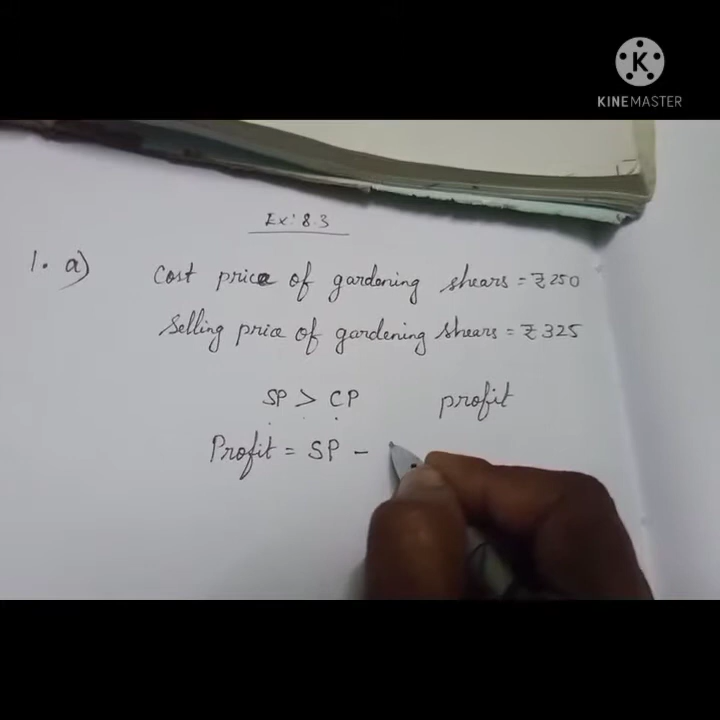 KINEMASTER
Ex: 8.3
1. a) Cost price of gardening shears = ₹250
Selling price of gardening shears = ₹325
SP > CP profit
Profit = SP -